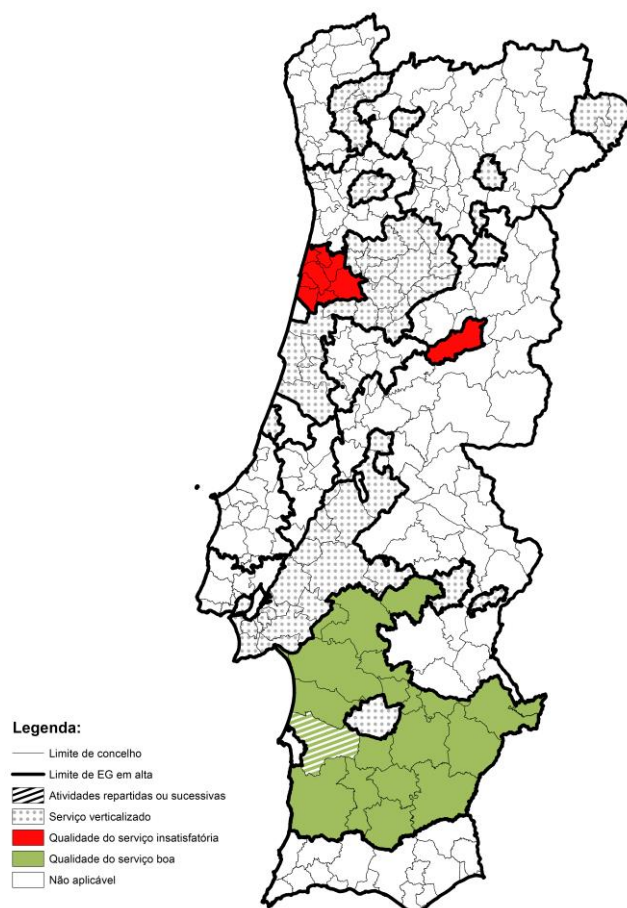 Legenda:
Limite de concelho
Limite de EG em alta
Atividades repartidas ou sucessivas
Serviço verticalizado
Qualidade do serviço insatisfatória
Qualidade do serviço boa
Não aplicável